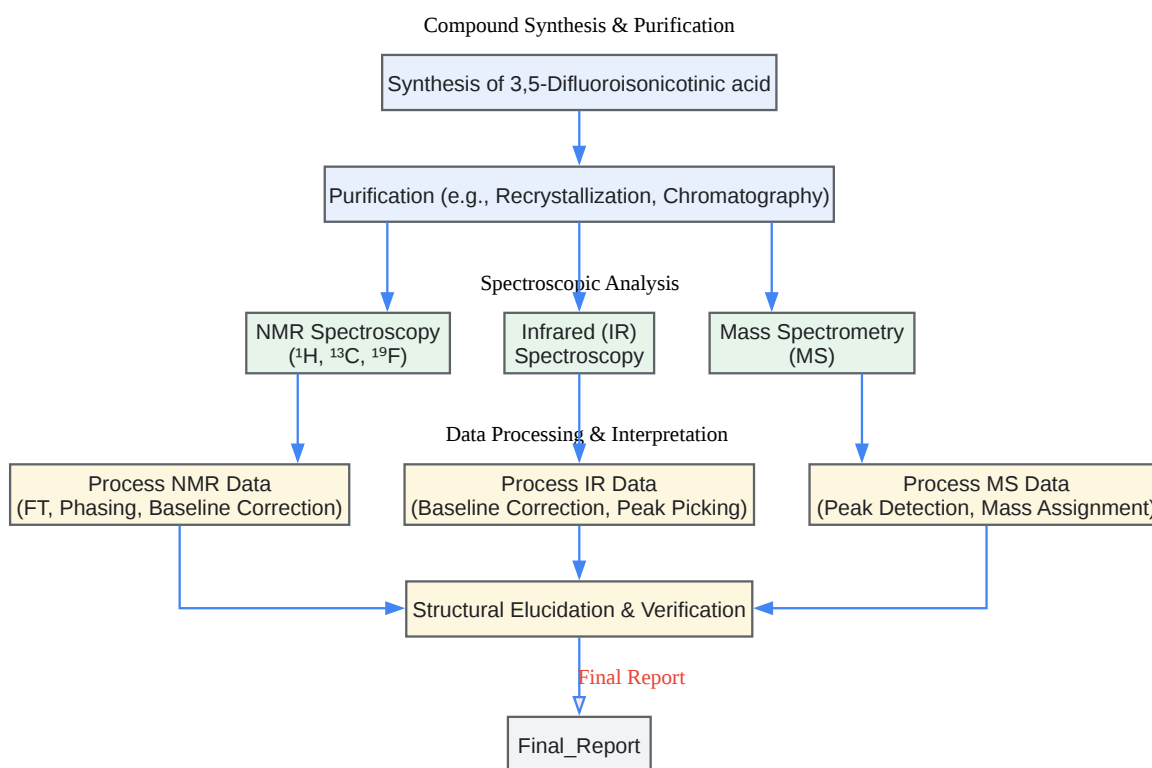 Compound Synthesis & Purification
Synthesis of 3,5-Difluoroisonicotinic acid
Purification (e.g., Recrystallization, Chromatography)
Spectroscopic Analysis
NMR Spectroscopy
(¹H, ¹³C, ¹⁹F)
Infrared (IR)
Spectroscopy
Mass Spectrometry
(MS)
Data Processing & Interpretation
Process NMR Data
(FT, Phasing, Baseline Correction)
Process IR Data
(Baseline Correction, Peak Picking)
Process MS Data
(Peak Detection, Mass Assignment)
Structural Elucidation & Verification
Final Report
Final_Report